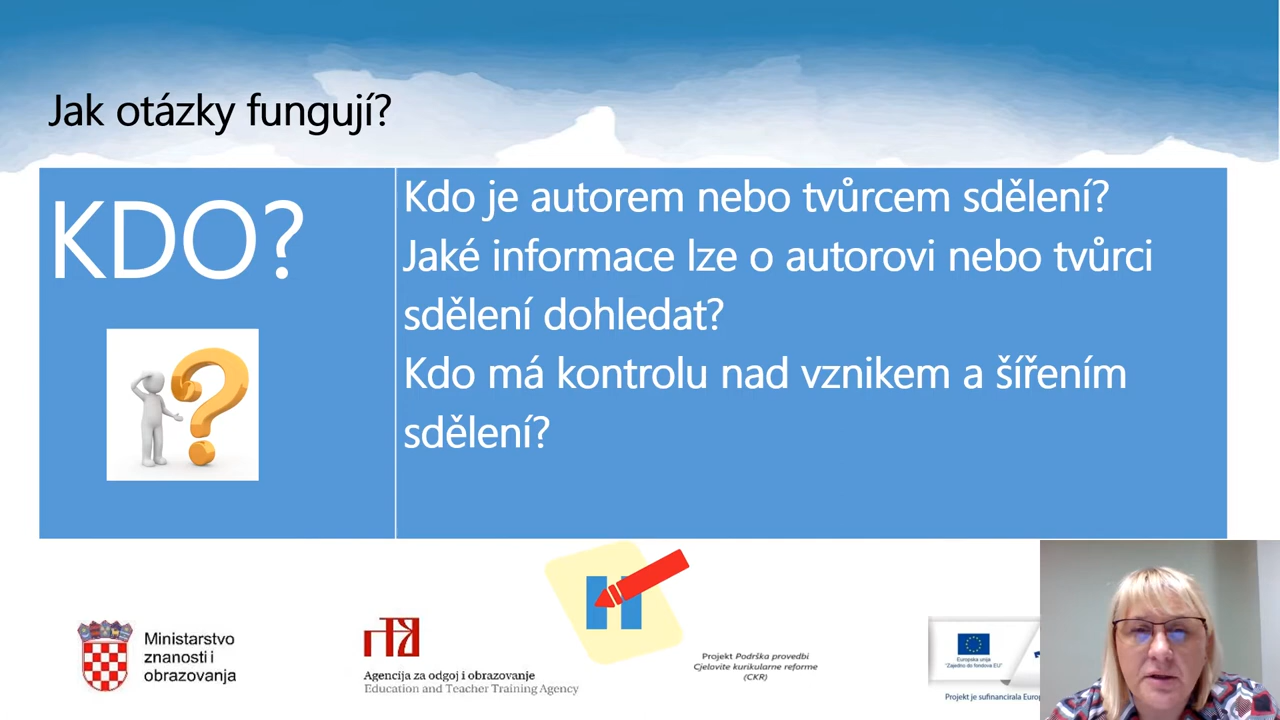 Jak otázky fungují?
KDO?
Kdo je autorem nebo tvůrcem sdělení?
Jaké informace lze o autorovi nebo tvůrci
sdělení dohledat?
Kdo má kontrolu nad vznikem a šířením
sdělení?
Ministarstvo
znanosti i
obrazovanja
Agencija za odgoj i obrazovanje
Education and Teacher Training Agency
Projekt Podrška provedbi
Cjelovite kurikularne reforme
(CKR)
Europska unija
"Zajedno do fondova EU"
Projekt je sufinancirala